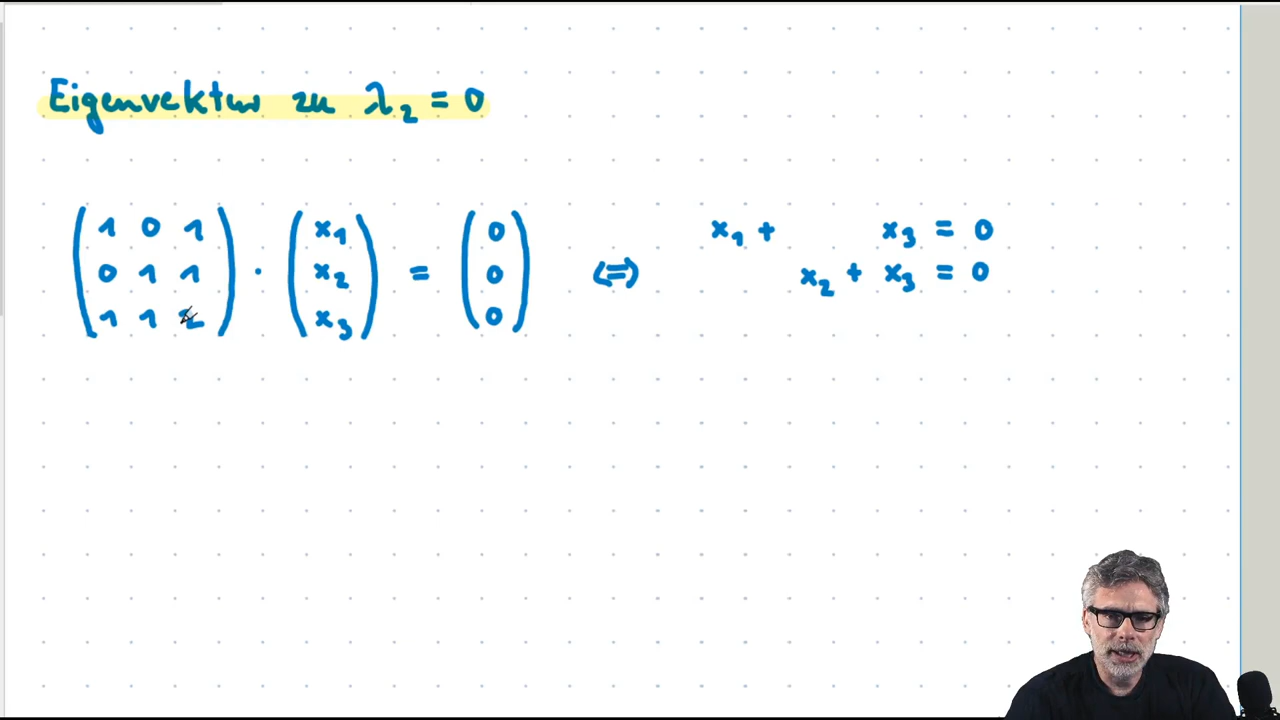 Eigenvektor zu λ₂ = 0
( 1 0 1 ; 0 1 1 ; 1 1 2 ) · ( x₁ ; x₂ ; x₃ ) = ( 0 ; 0 ; 0 ) ⇔
x₁ + x₃ = 0
x₂ + x₃ = 0